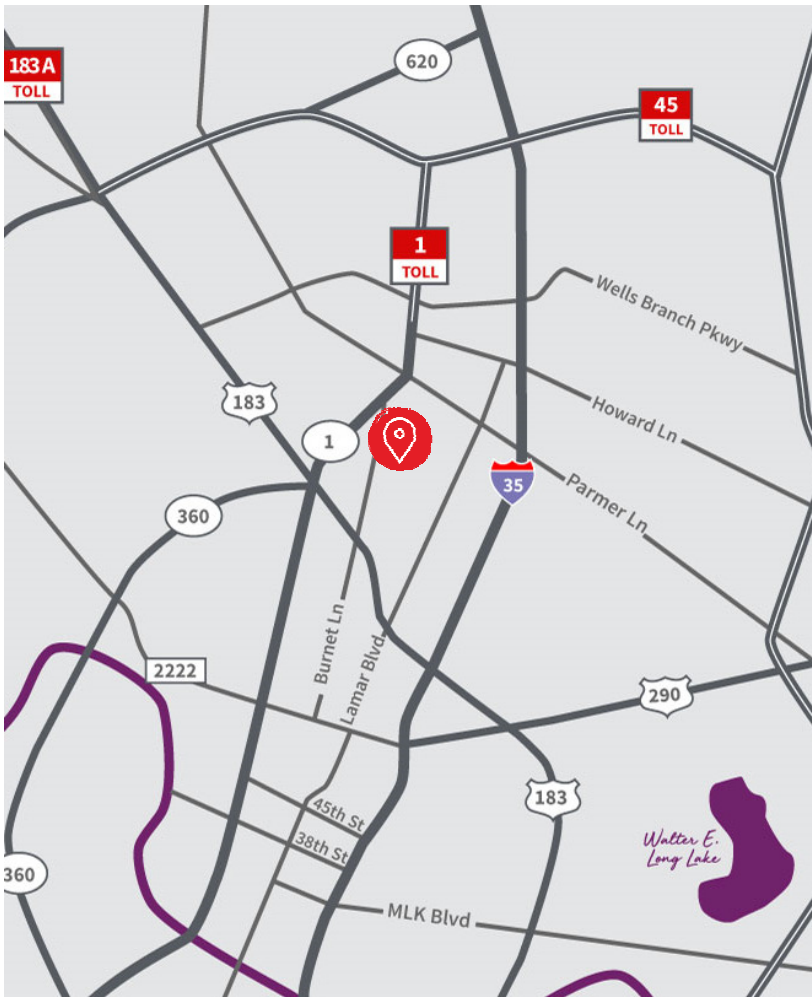 620
183 A
TOLL
45
TOLL
1
TOLL
Wells Branch Pkwy
183
Howard Ln
1
35
Parmer Ln
360
Burnet Ln
Lamar Blvd
2222
290
183
45th St
38th St
Walter E.
Long Lake
360
MLK Blvd